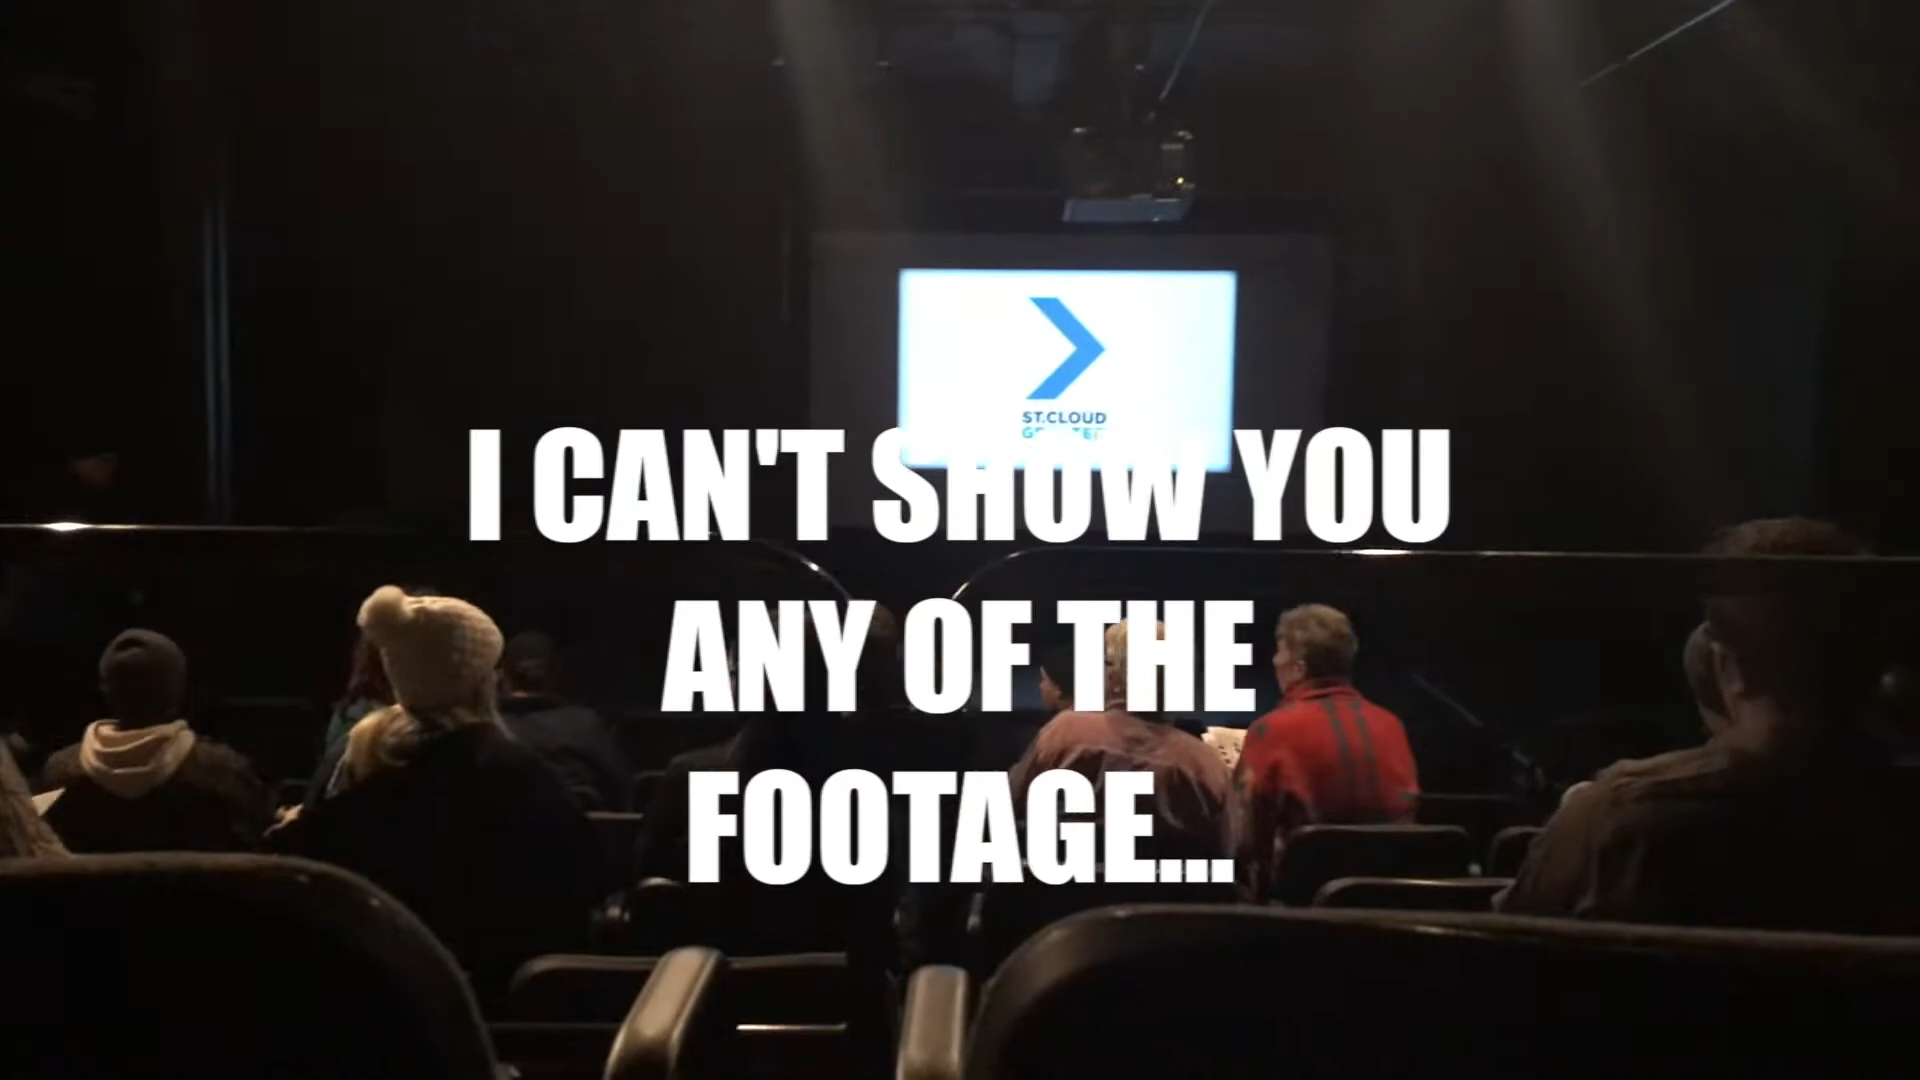 ST.CLOUD
I CAN'T SHOW YOU
ANY OF THE
FOOTAGE...